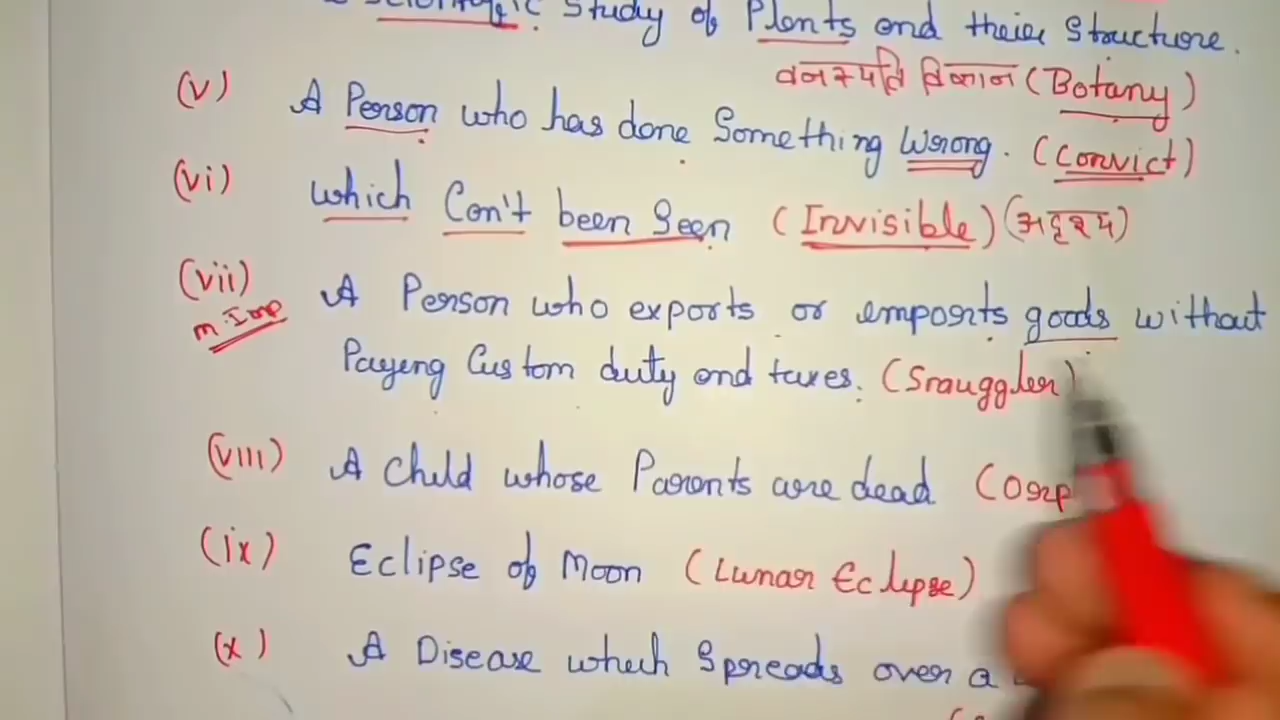 Scientific Study of Plants and their Structure.
वनस्पति विज्ञान (Botany)
(v) A Person who has done Something Wrong. (Convict)
(vi) which Can't been Seen (Invisible) (अदृश्य)
(vii) A Person who exports or emports goods without
m.Imp Payeng Custom duty and taxes. (Smuggler)
(viii) A Child whose Parents are dead (Orp
(ix) Eclipse of Moon (Lunar Eclipse)
(x) A Disease which Spreads over a